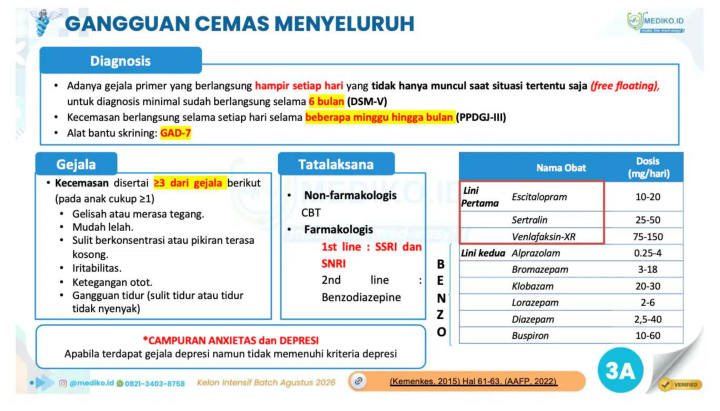 GANGGUAN CEMAS MENYELURUH
MEDIKO.ID
Diagnosis
• Adanya gejala primer yang berlangsung hampir setiap hari yang tidak hanya muncul saat situasi tertentu saja (free floating),
untuk diagnosis minimal sudah berlangsung selama 6 bulan (DSM-V)
• Kecemasan berlangsung selama setiap hari selama beberapa minggu hingga bulan (PPDGJ-III)
• Alat bantu skrining: GAD-7
Gejala
• Kecemasan disertai ≥3 dari gejala berikut
(pada anak cukup ≥1)
• Gelisah atau merasa tegang.
• Mudah lelah.
• Sulit berkonsentrasi atau pikiran terasa
kosong.
• Iritabilitas.
• Ketegangan otot.
• Gangguan tidur (sulit tidur atau tidur
tidak nyenyak)
Tatalaksana
• Non-farmakologis
CBT
• Farmakologis
1st line : SSRI dan
SNRI
2nd line :
Benzodiazepine
B
E
N
Z
O
Nama Obat Dosis
(mg/hari)
Lini
Pertama Escitalopram 10-20
Sertralin 25-50
Venlafaksin-XR 75-150
Lini kedua Alprazolam 0.25-4
Bromazepam 3-18
Klobazam 20-30
Lorazepam 2-6
Diazepam 2,5-40
Buspiron 10-60
*CAMPURAN ANXIETAS dan DEPRESI
Apabila terdapat gejala depresi namun tidak memenuhi kriteria depresi
@mediko.id 0821-3403-8758 Kelon Intensif Batch Agustus 2026
(Kemenkes, 2015) Hal 61-63, (AAFP, 2022)
3A
VERIFIED